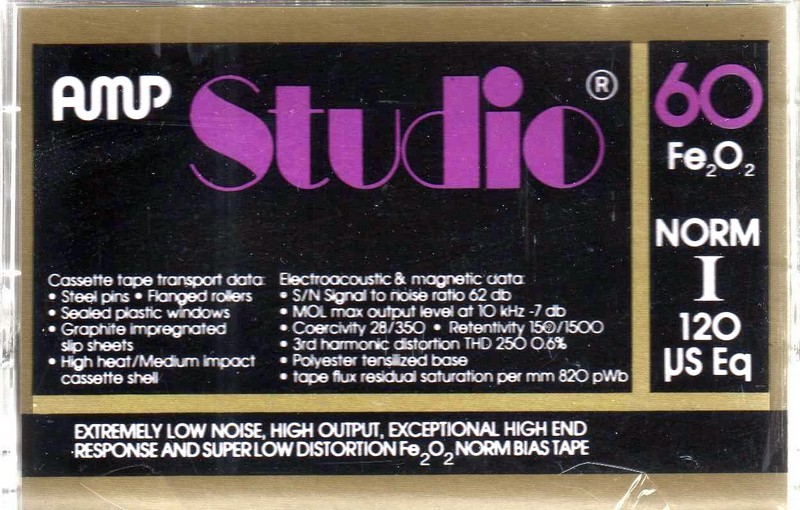 AMP Studio ®
60
Fe2O2
NORM
I
120
µS Eq
Cassette tape transport data:
• Steel pins • Flanged rollers
• Sealed plastic windows
• Graphite impregnated
slip sheets
• High heat/Medium impact
cassette shell
Electroacoustic & magnetic data:
• S/N Signal to noise ratio 62 db
• MOL max output level at 10 kHz -7 db
• Coercivity 28/350 • Retentivity 150/1500
• 3rd harmonic distortion THD 250 0.6%
• Polyester tensilized base
• tape flux residual saturation per mm 820 pWb
EXTREMELY LOW NOISE, HIGH OUTPUT, EXCEPTIONAL HIGH END
RESPONSE AND SUPER LOW DISTORTION Fe2O2 NORM BIAS TAPE